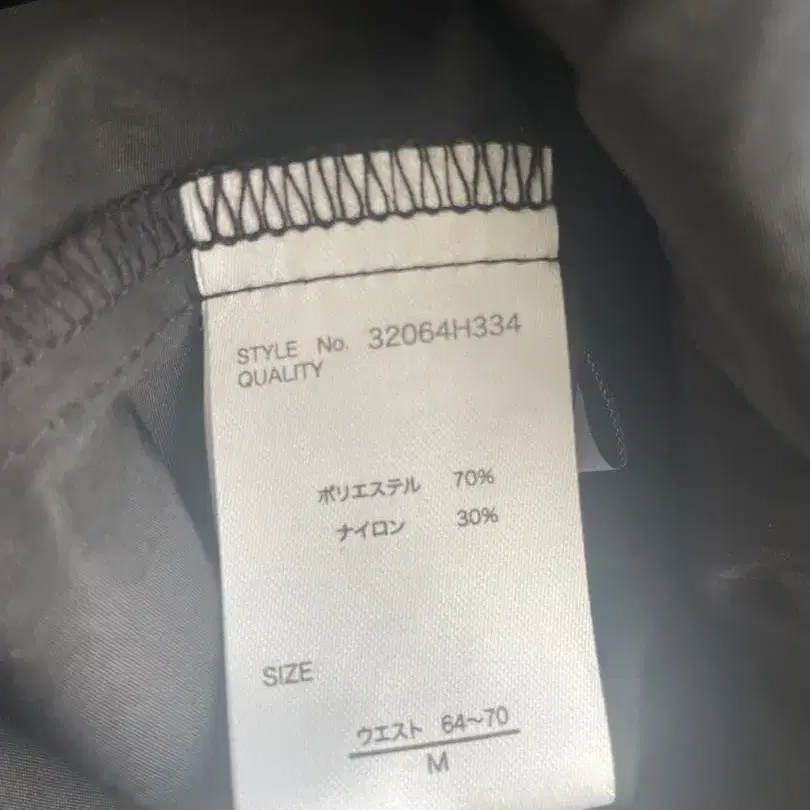 STYLE No. 32064H334
QUALITY
ポリエステル 70%
ナイロン 30%
SIZE
ウエスト 64~70
M